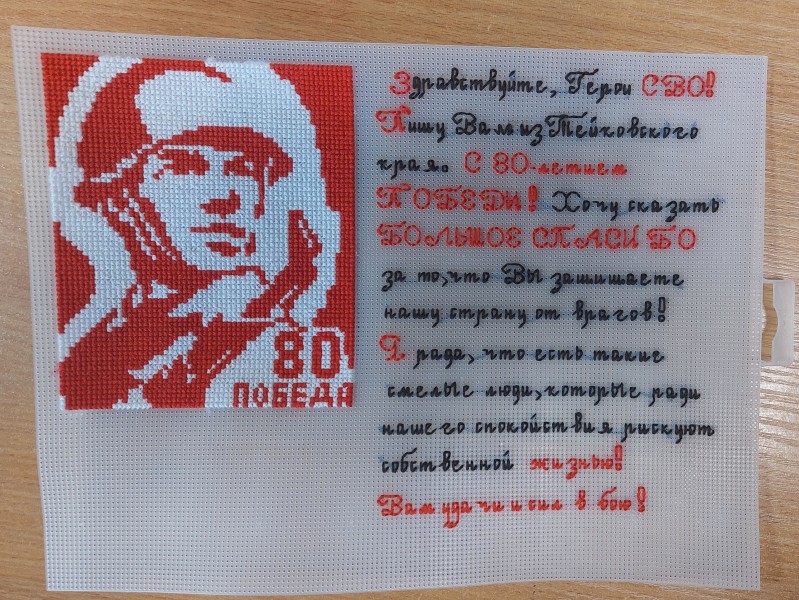 80
ПОБЕДА
Здравствуйте, Герои СВО!
Пишу Вам из Тейковского
края. С 80-летием
ПОБЕДЫ! Хочу сказать
БОЛЬШОЕ СПАСИБО
за то, что ВЫ защищаете
нашу страну от врагов!
Я рада, что есть такие
смелые люди, которые ради
нашего спокойствия рискуют
собственной жизнью!
Вам удачи и сил в бою!